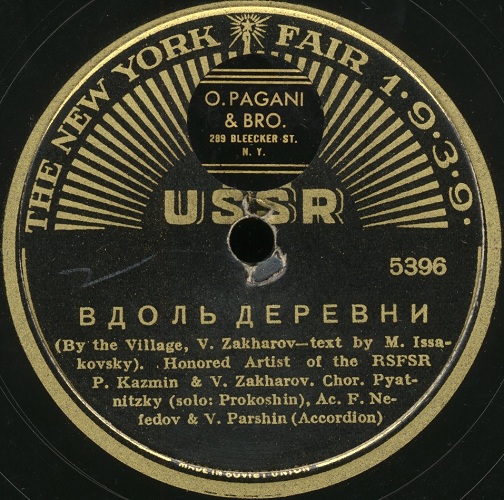 THE NEW YORK FAIR 1·9·3·9·
O. PAGANI
& BRO.
289 BLEECKER ST.
N. Y.
USSR
5396
ВДОЛЬ ДЕРЕВНИ
(By the Village, V. Zakharov—text by M. Issa-
kovsky). Honored Artist of the RSFSR
P. Kazmin & V. Zakharov. Chor. Pyat-
nitzky (solo: Prokoshin), Ac. F. Ne-
fedov & V. Parshin (Accordion)
MADE IN SOVIET UNION